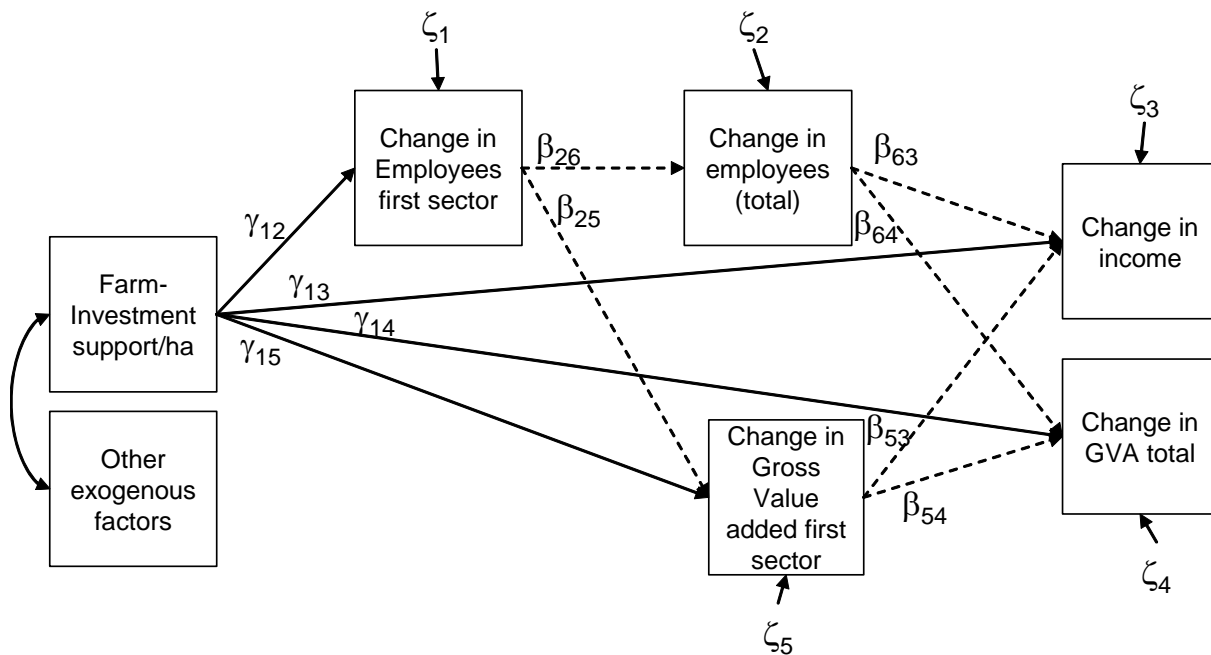 ζ1
ζ2
ζ3
Change in
Employees
first sector
β26
Change in
employees
(total)
β63
β25
β64
Change in
income
γ12
Farm-
Investment
support/ha
γ13
γ14
γ15
Other
exogenous
factors
Change in
Gross
Value
added first
sector
β53
β54
Change in
GVA total
ζ4
ζ5